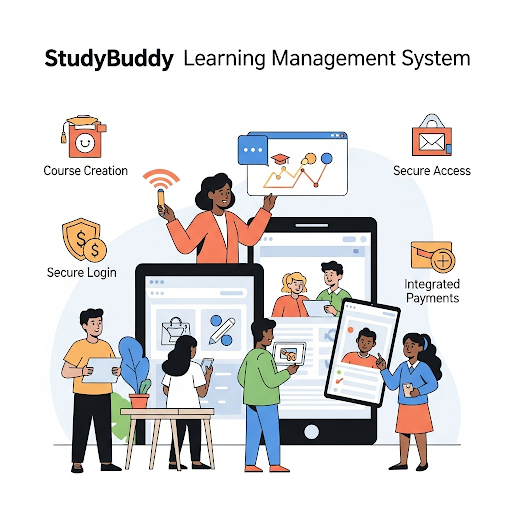 StudyBuddy Learning Management System
Course Creation
Secure Access
Secure Login
Integrated
Payments